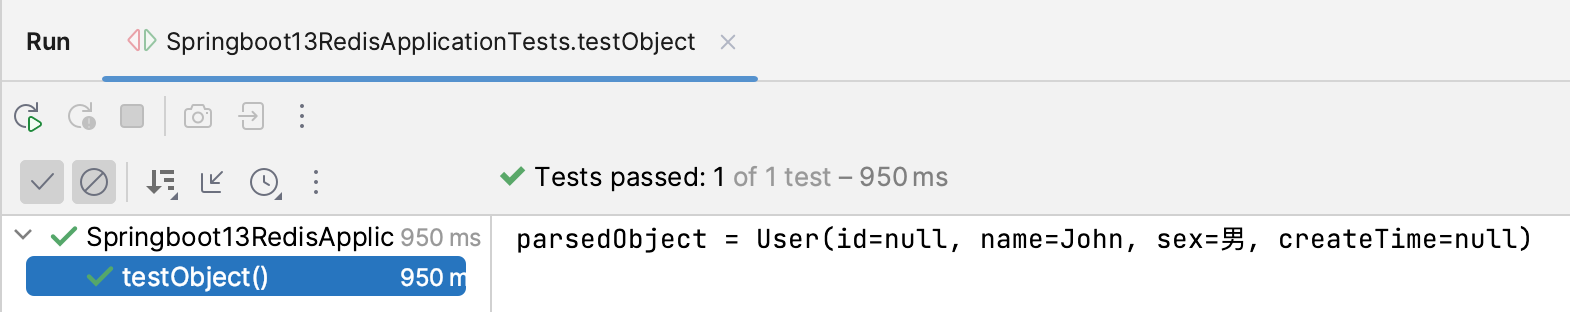 Run Springboot13RedisApplicationTests.testObject
Tests passed: 1 of 1 test – 950 ms
Springboot13RedisApplic 950 ms
testObject() 950 m
parsedObject = User(id=null, name=John, sex=男, createTime=null)